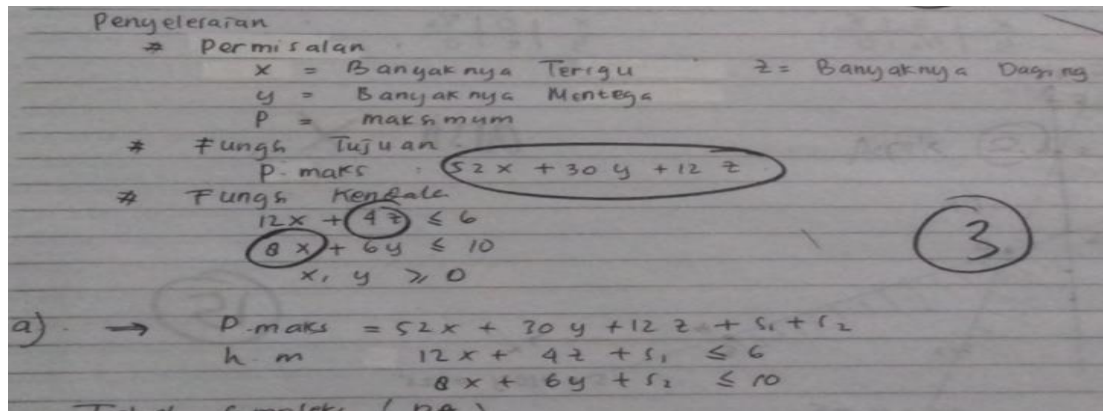 Penyelesaian
* Permisalan
x = Banyaknya Terigu z = Banyaknya Daging
y = Banyaknya Mentega
P = maksimum
* Fungsi Tujuan
P. maks : 52x + 30y + 12z
* Fungsi Kendala
12x + 4z ≤ 6
8x + 6y ≤ 10
x, y ≥ 0
3
a). → P.maks = 52x + 30y + 12z + s₁ + s₂
h.m 12x + 4z + s₁ ≤ 6
8x + 6y + s₂ ≤ 10